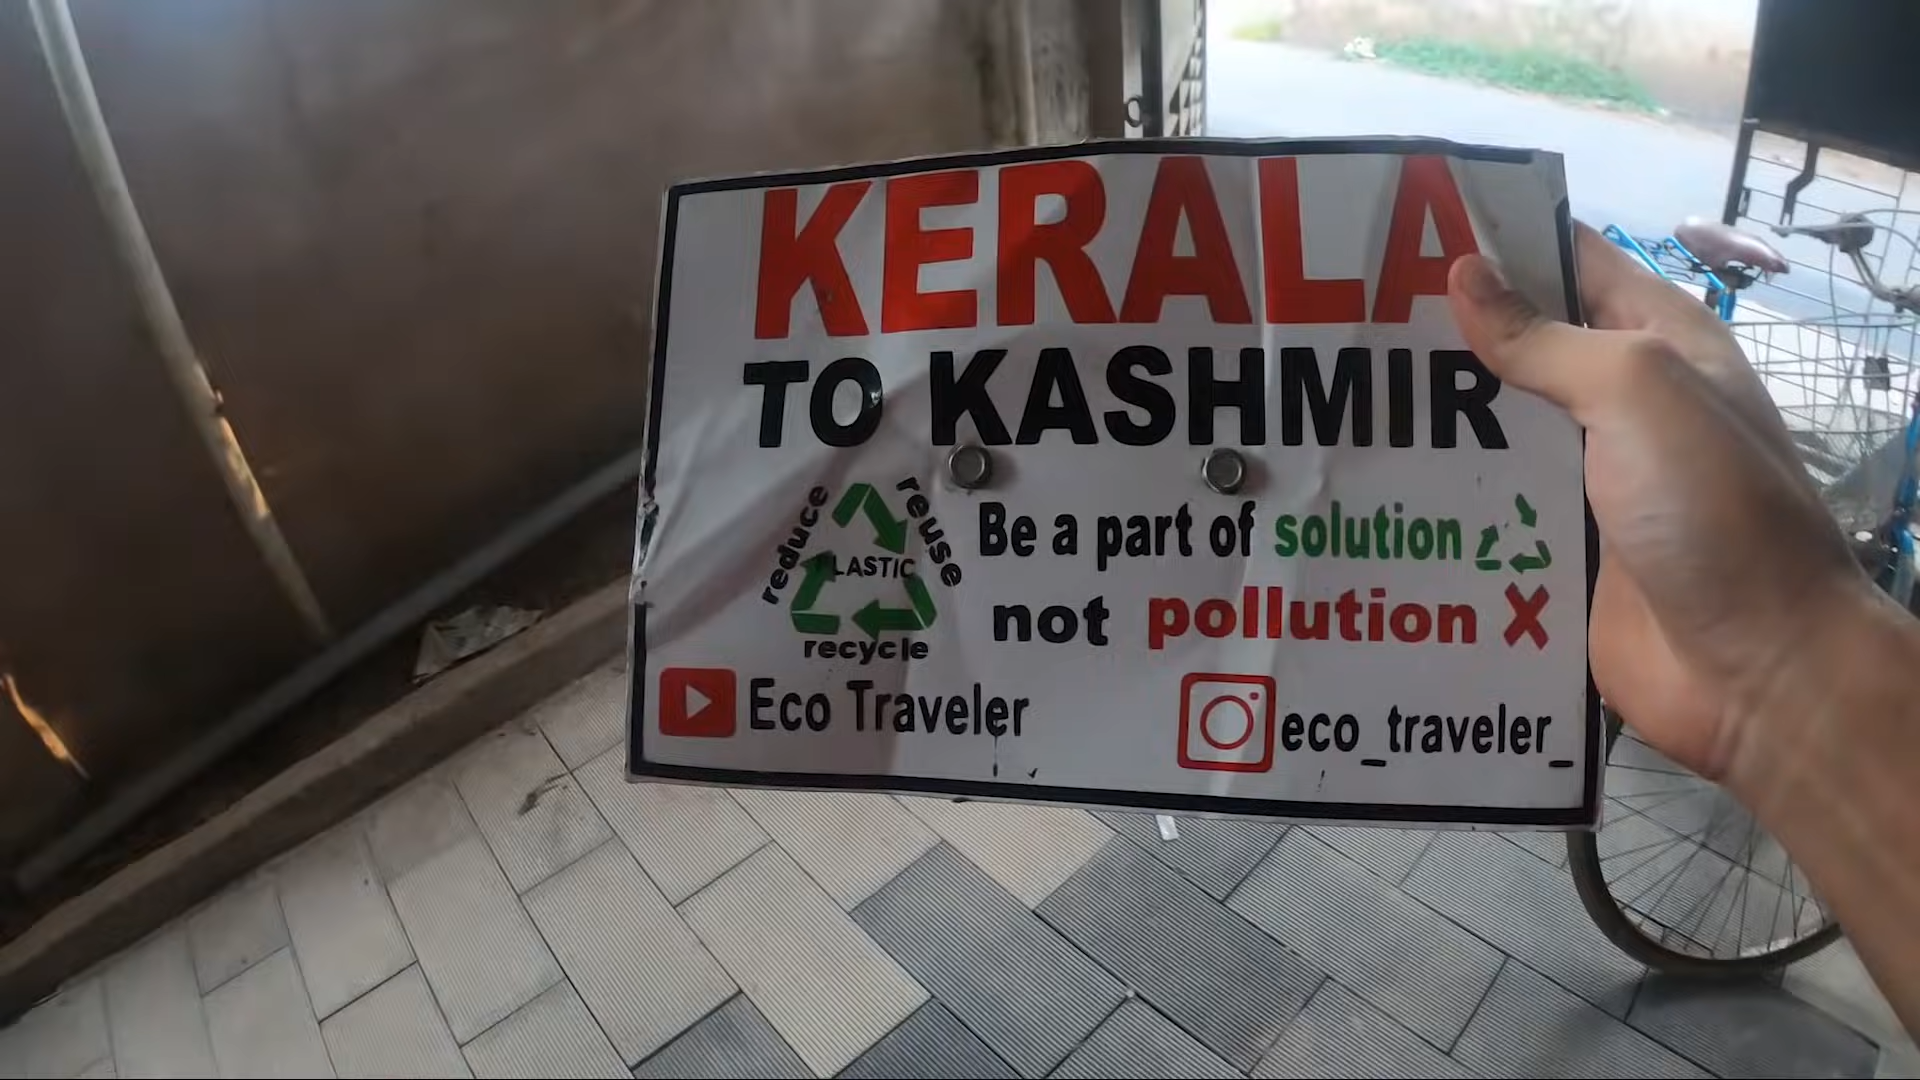 KERALA
TO KASHMIR
reduce
reuse
PLASTIC
recycle
Be a part of solution
not pollution X
Eco Traveler
eco_traveler_